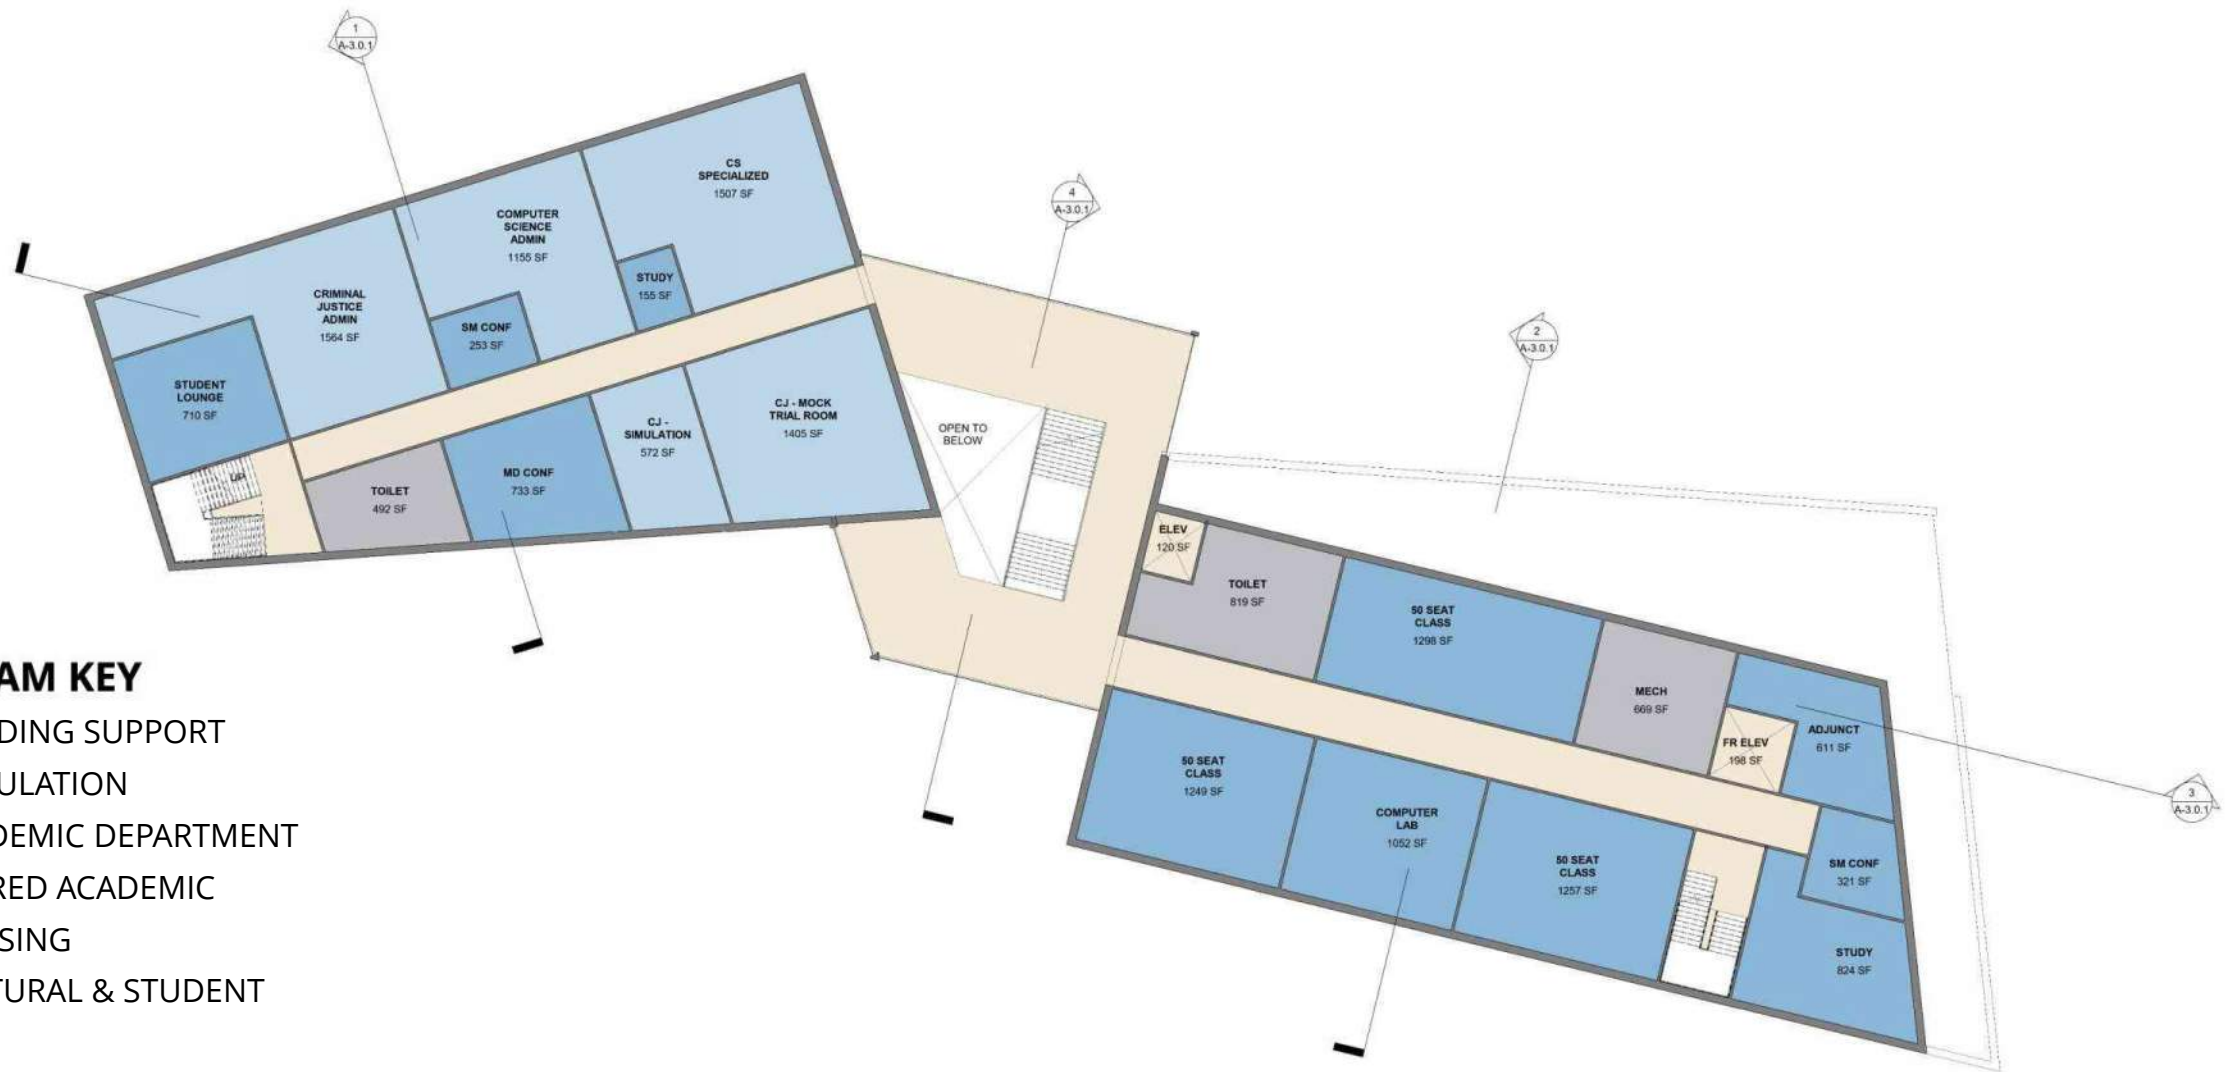 1
A-3.0.1
CS
SPECIALIZED
1507 SF
COMPUTER
SCIENCE
ADMIN
1155 SF
4
A-3.0.1
STUDY
155 SF
CRIMINAL
JUSTICE
ADMIN
1564 SF
SM CONF
253 SF
2
A-3.0.1
STUDENT
LOUNGE
710 SF
CJ - MOCK
TRIAL ROOM
1405 SF
CJ -
SIMULATION
572 SF
OPEN TO
BELOW
UP
MD CONF
733 SF
TOILET
492 SF
ELEV
120 SF
TOILET
819 SF
50 SEAT
CLASS
1298 SF
MECH
669 SF
ADJUNCT
611 SF
FR ELEV
198 SF
50 SEAT
CLASS
1249 SF
3
A-3.0.1
COMPUTER
LAB
1052 SF
50 SEAT
CLASS
1257 SF
SM CONF
321 SF
STUDY
824 SF
AM KEY
DING SUPPORT
ULATION
DEMIC DEPARTMENT
RED ACADEMIC
SING
TURAL & STUDENT